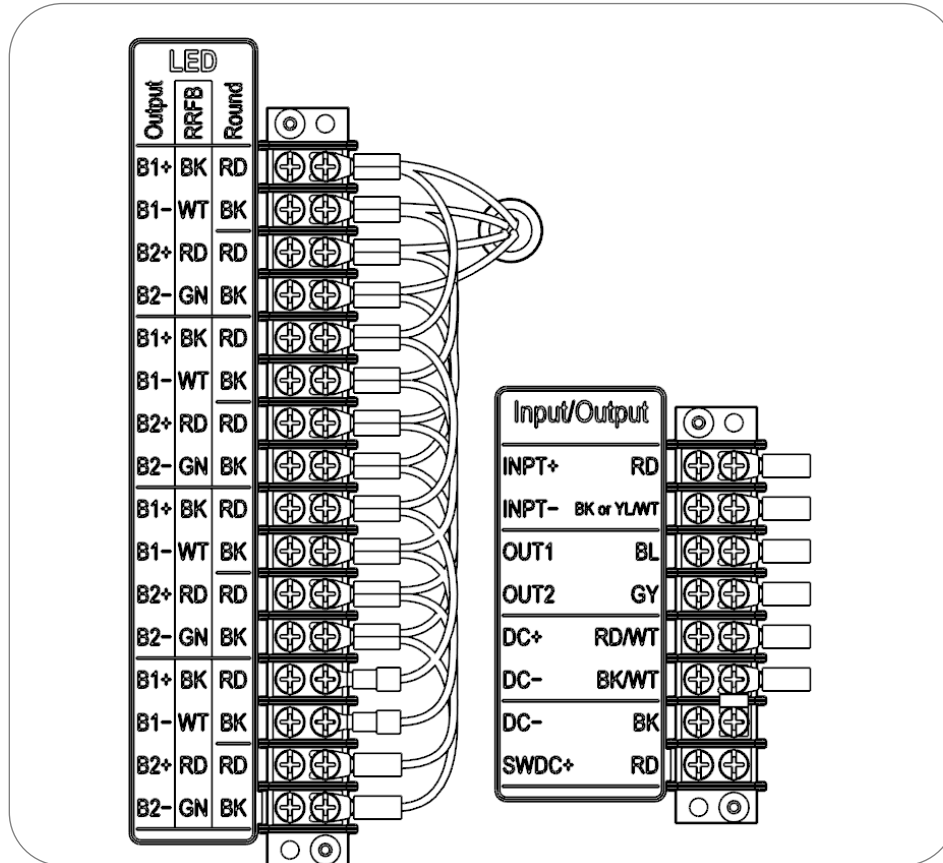 LED
Output RRFB Round
B1+ BK RD
B1- WT BK
B2+ RD RD
B2- GN BK
B1+ BK RD
B1- WT BK
B2+ RD RD
B2- GN BK
B1+ BK RD
B1- WT BK
B2+ RD RD
B2- GN BK
B1+ BK RD
B1- WT BK
B2+ RD RD
B2- GN BK
Input/Output
INPT+ RD
INPT- BK or YL/WT
OUT1 BL
OUT2 GY
DC+ RD/WT
DC- BK/WT
DC- BK
SWDC+ RD